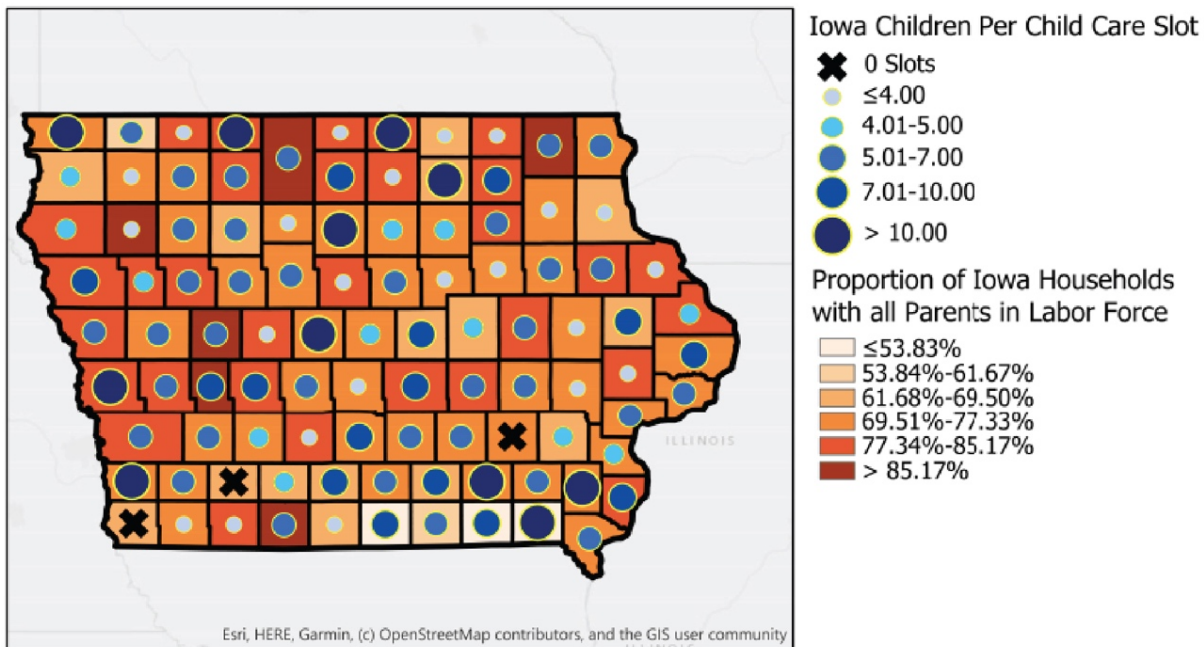 Iowa Children Per Child Care Slot
0 Slots
≤4.00
4.01-5.00
5.01-7.00
7.01-10.00
> 10.00
Proportion of Iowa Households
with all Parents in Labor Force
≤53.83%
53.84%-61.67%
61.68%-69.50%
69.51%-77.33%
77.34%-85.17%
> 85.17%
ILLINOIS
Esri, HERE, Garmin, (c) OpenStreetMap contributors, and the GIS user community